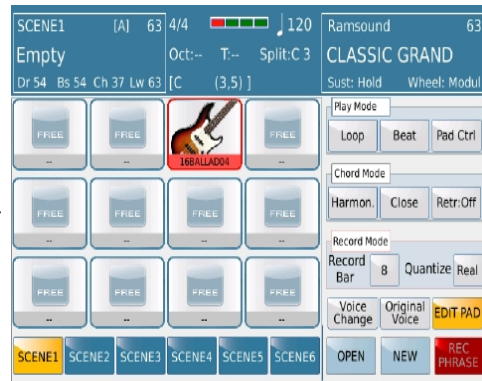 SCENE1 [A] 63 4/4 120 Ramsound 63
Empty Oct:-- T:-- Split:C 3 CLASSIC GRAND
Dr 54 Bs 54 Ch 37 Lw 63 [C (3,5) ] Sust: Hold Wheel: Modul
Play Mode
FREE FREE FREE Loop Beat Pad Ctrl
-- -- 16BALLAD04 --
Chord Mode
FREE FREE FREE FREE Harmon. Close Retr:Off
-- -- -- --
Record Mode
Record Bar 8 Quantize Real
FREE FREE FREE FREE
-- -- -- --
Voice Change Original Voice EDIT PAD
SCENE1 SCENE2 SCENE3 SCENE4 SCENE5 SCENE6 OPEN NEW REC PHRASE